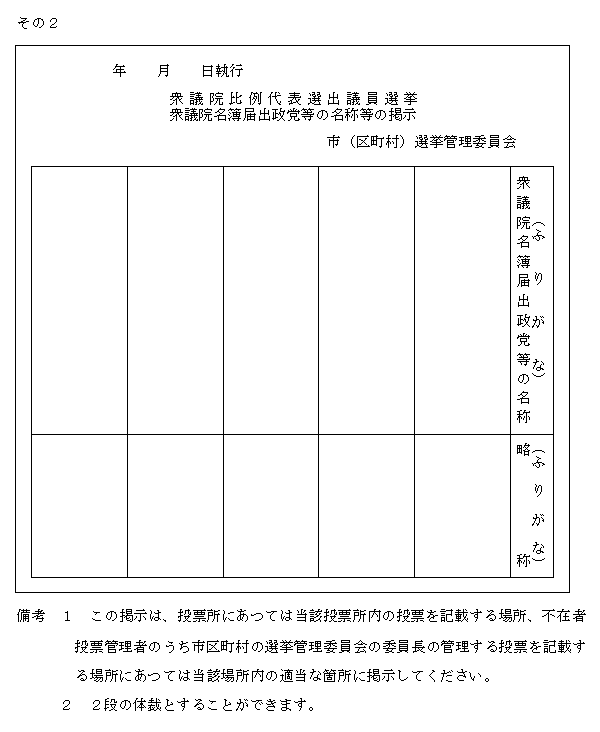 その２
年　　月　　日執行
衆議院比例代表選出議員選挙
衆議院名簿届出政党等の名称等の掲示
市（区町村）選挙管理委員会
（ふりがな）
衆議院名簿届出政党等の名称
（ふりがな）
略称
備考　１　この掲示は、投票所にあつては当該投票所内の投票を記載する場所、不在者
投票管理者のうち市区町村の選挙管理委員会の委員長の管理する投票を記載す
る場所にあつては当該場所内の適当な箇所に掲示してください。
２　２段の体裁とすることができます。